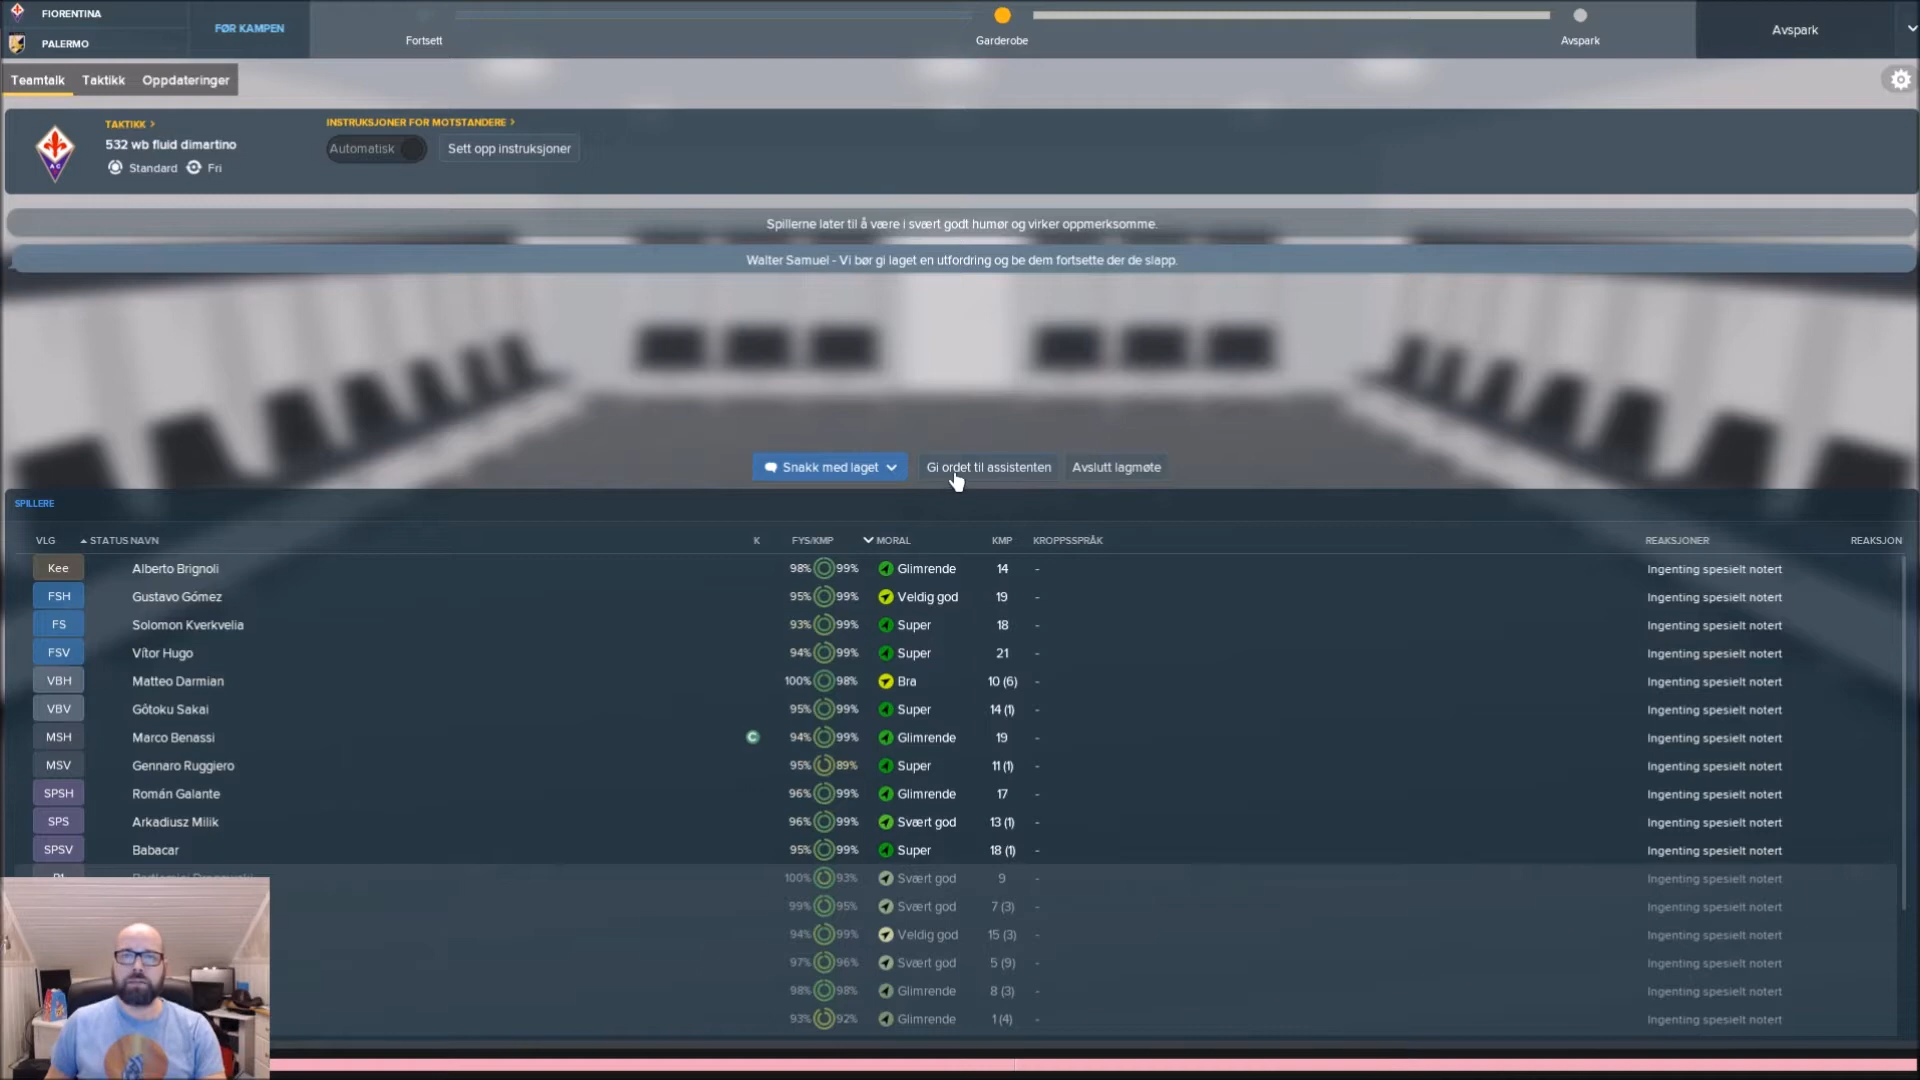 FIORENTINA
PALERMO
FØR KAMPEN
Fortsett
Garderobe
Avspark
Avspark
Teamtalk Taktikk Oppdateringer
TAKTIKK >
532 wb fluid dimartino
Standard Fri
INSTRUKSJONER FOR MOTSTANDERE >
Automatisk Sett opp instruksjoner
Spillerne later til å være i svært godt humør og virker oppmerksomme.
Walter Samuel - Vi bør gi laget en utfordring og be dem fortsette der de slapp.
Snakk med laget Gi ordet til assistenten Avslutt lagmøte
SPILLERE
VLG STATUS NAVN K FYS/KMP MORAL KMP KROPPSSPRÅK REAKSJONER REAKSJON
Kee Alberto Brignoli 98% 99% Glimrende 14 - Ingenting spesielt notert
FSH Gustavo Gómez 95% 99% Veldig god 19 - Ingenting spesielt notert
FS Solomon Kverkvelia 93% 99% Super 18 - Ingenting spesielt notert
FSV Vítor Hugo 94% 99% Super 21 - Ingenting spesielt notert
VBH Matteo Darmian 100% 98% Bra 10 (6) - Ingenting spesielt notert
VBV Gôtoku Sakai 95% 99% Super 14 (1) - Ingenting spesielt notert
MSH Marco Benassi C 94% 99% Glimrende 19 - Ingenting spesielt notert
MSV Gennaro Ruggiero 95% 89% Super 11 (1) - Ingenting spesielt notert
SPSH Román Galante 96% 99% Glimrende 17 - Ingenting spesielt notert
SPS Arkadiusz Milik 96% 99% Svært god 13 (1) - Ingenting spesielt notert
SPSV Babacar 95% 99% Super 18 (1) - Ingenting spesielt notert
100% 93% Svært god 9 - Ingenting spesielt notert
99% 95% Svært god 7 (3) - Ingenting spesielt notert
94% 99% Veldig god 15 (3) - Ingenting spesielt notert
97% 96% Svært god 5 (9) - Ingenting spesielt notert
98% 98% Glimrende 8 (3) - Ingenting spesielt notert
93% 92% Glimrende 1 (4) - Ingenting spesielt notert